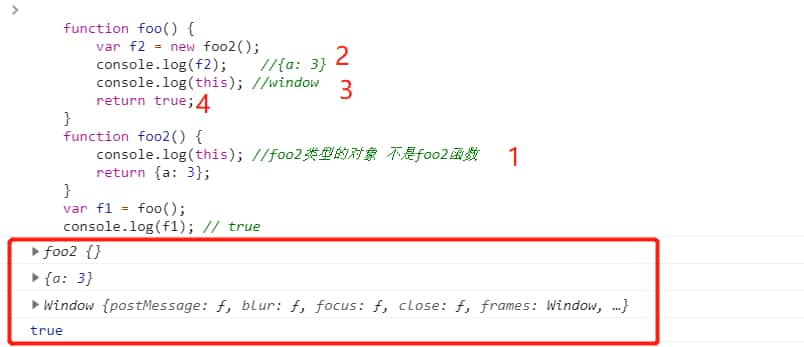 >
function foo() {
var f2 = new foo2();
console.log(f2); //{a: 3} 2
console.log(this); //window 3
return true; 4
}
function foo2() {
console.log(this); //foo2类型的对象 不是foo2函数 1
return {a: 3};
}
var f1 = foo();
console.log(f1); // true
▶ foo2 {}
▶ {a: 3}
▶ Window {postMessage: ƒ, blur: ƒ, focus: ƒ, close: ƒ, frames: Window, …}
true